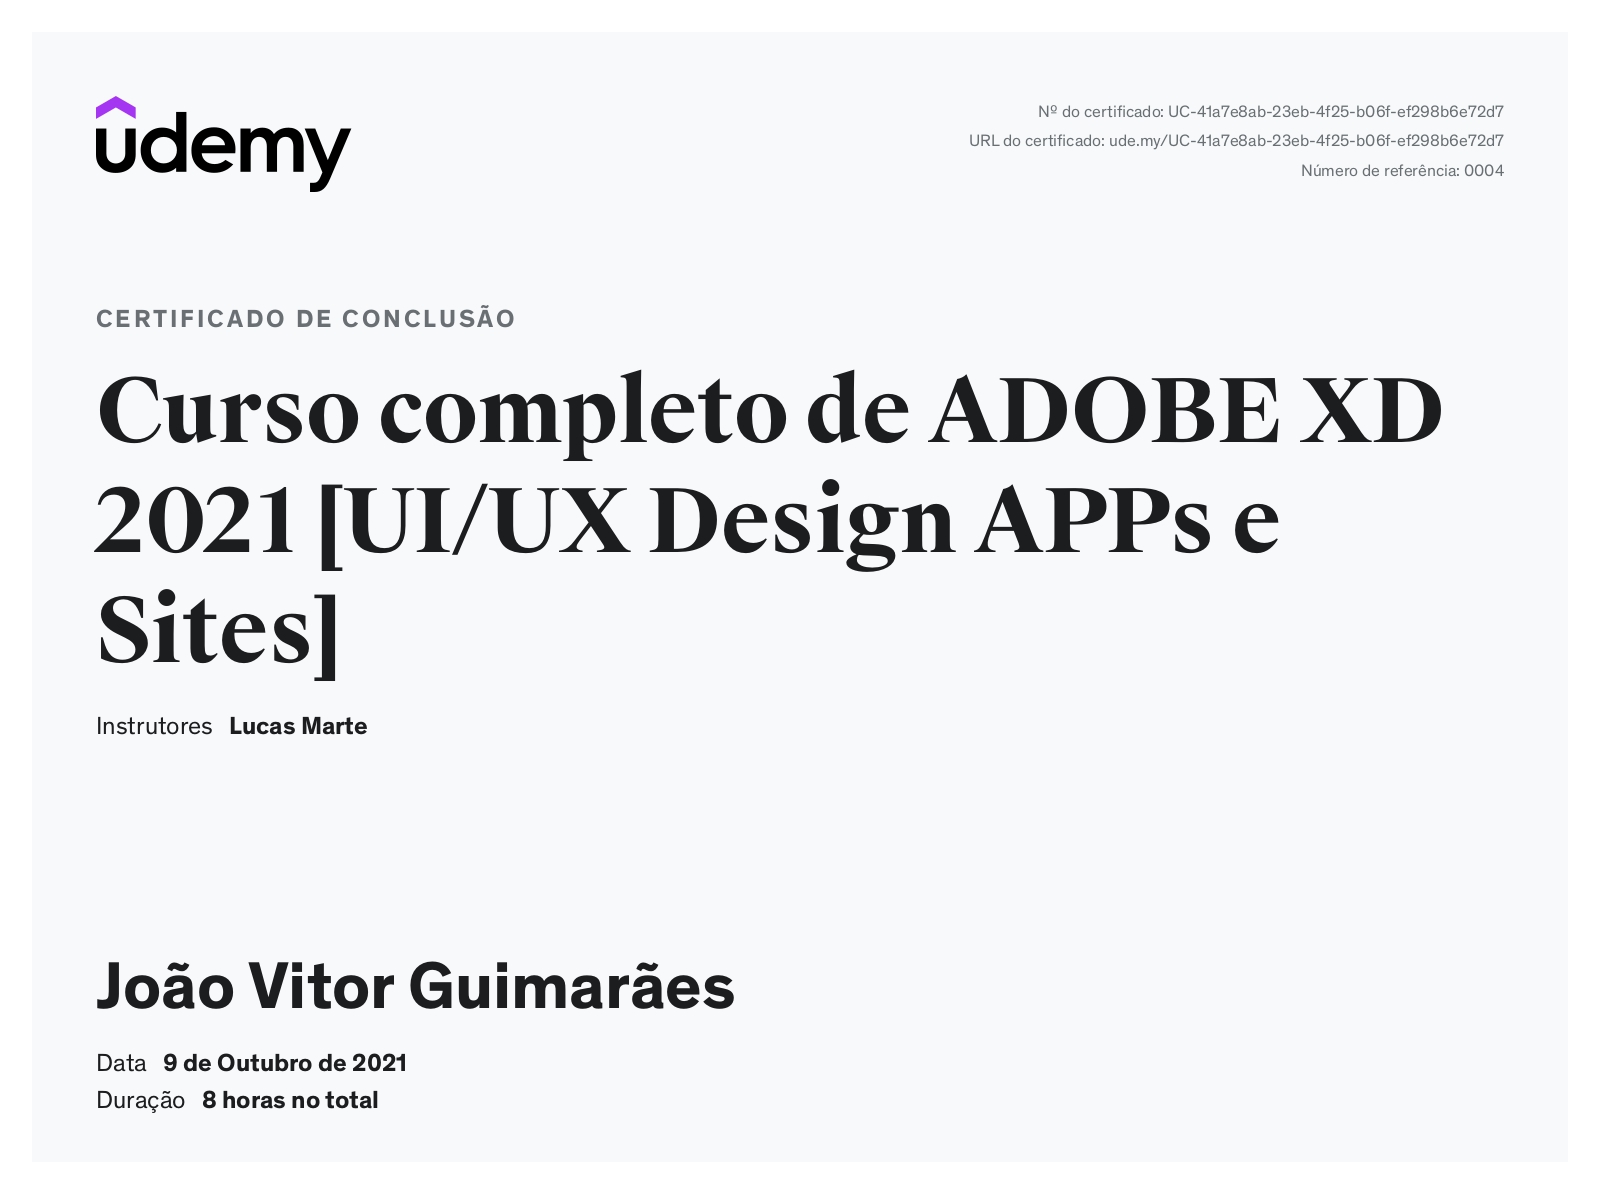 udemy
Nº do certificado: UC-41a7e8ab-23eb-4f25-b06f-ef298b6e72d7
URL do certificado: ude.my/UC-41a7e8ab-23eb-4f25-b06f-ef298b6e72d7
Número de referência: 0004
CERTIFICADO DE CONCLUSÃO
Curso completo de ADOBE XD
2021 [UI/UX Design APPs e
Sites]
Instrutores Lucas Marte
João Vitor Guimarães
Data 9 de Outubro de 2021
Duração 8 horas no total